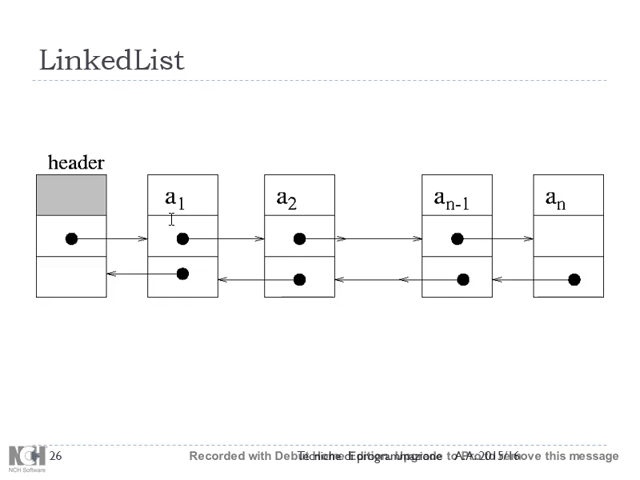 LinkedList
header
a1
a2
an-1
an
NCH
NCH Software
26
Recorded with Debut
Tecniche di programmazione A.A. 2015/16
Upgrade to Pro to remove this message